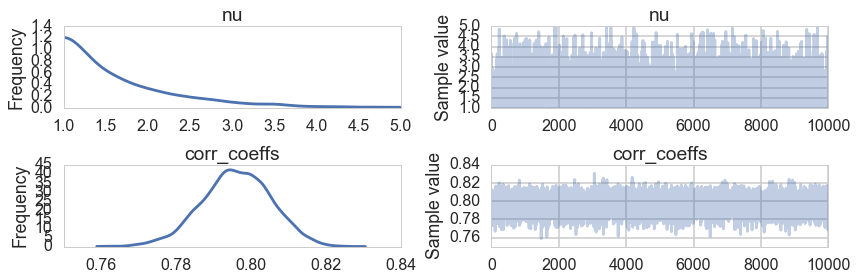 nu
Frequency
1.4
1.2
1.0
0.8
0.6
0.4
0.2
0.0
1.0 1.5 2.0 2.5 3.0 3.5 4.0 4.5 5.0
nu
Sample value
5.0
4.5
4.0
3.5
3.0
2.5
2.0
1.5
1.0
0 2000 4000 6000 8000 10000
corr_coeffs
Frequency
45
40
35
30
25
20
15
10
5
0
0.76 0.78 0.80 0.82 0.84
corr_coeffs
Sample value
0.84
0.82
0.80
0.78
0.76
0 2000 4000 6000 8000 10000